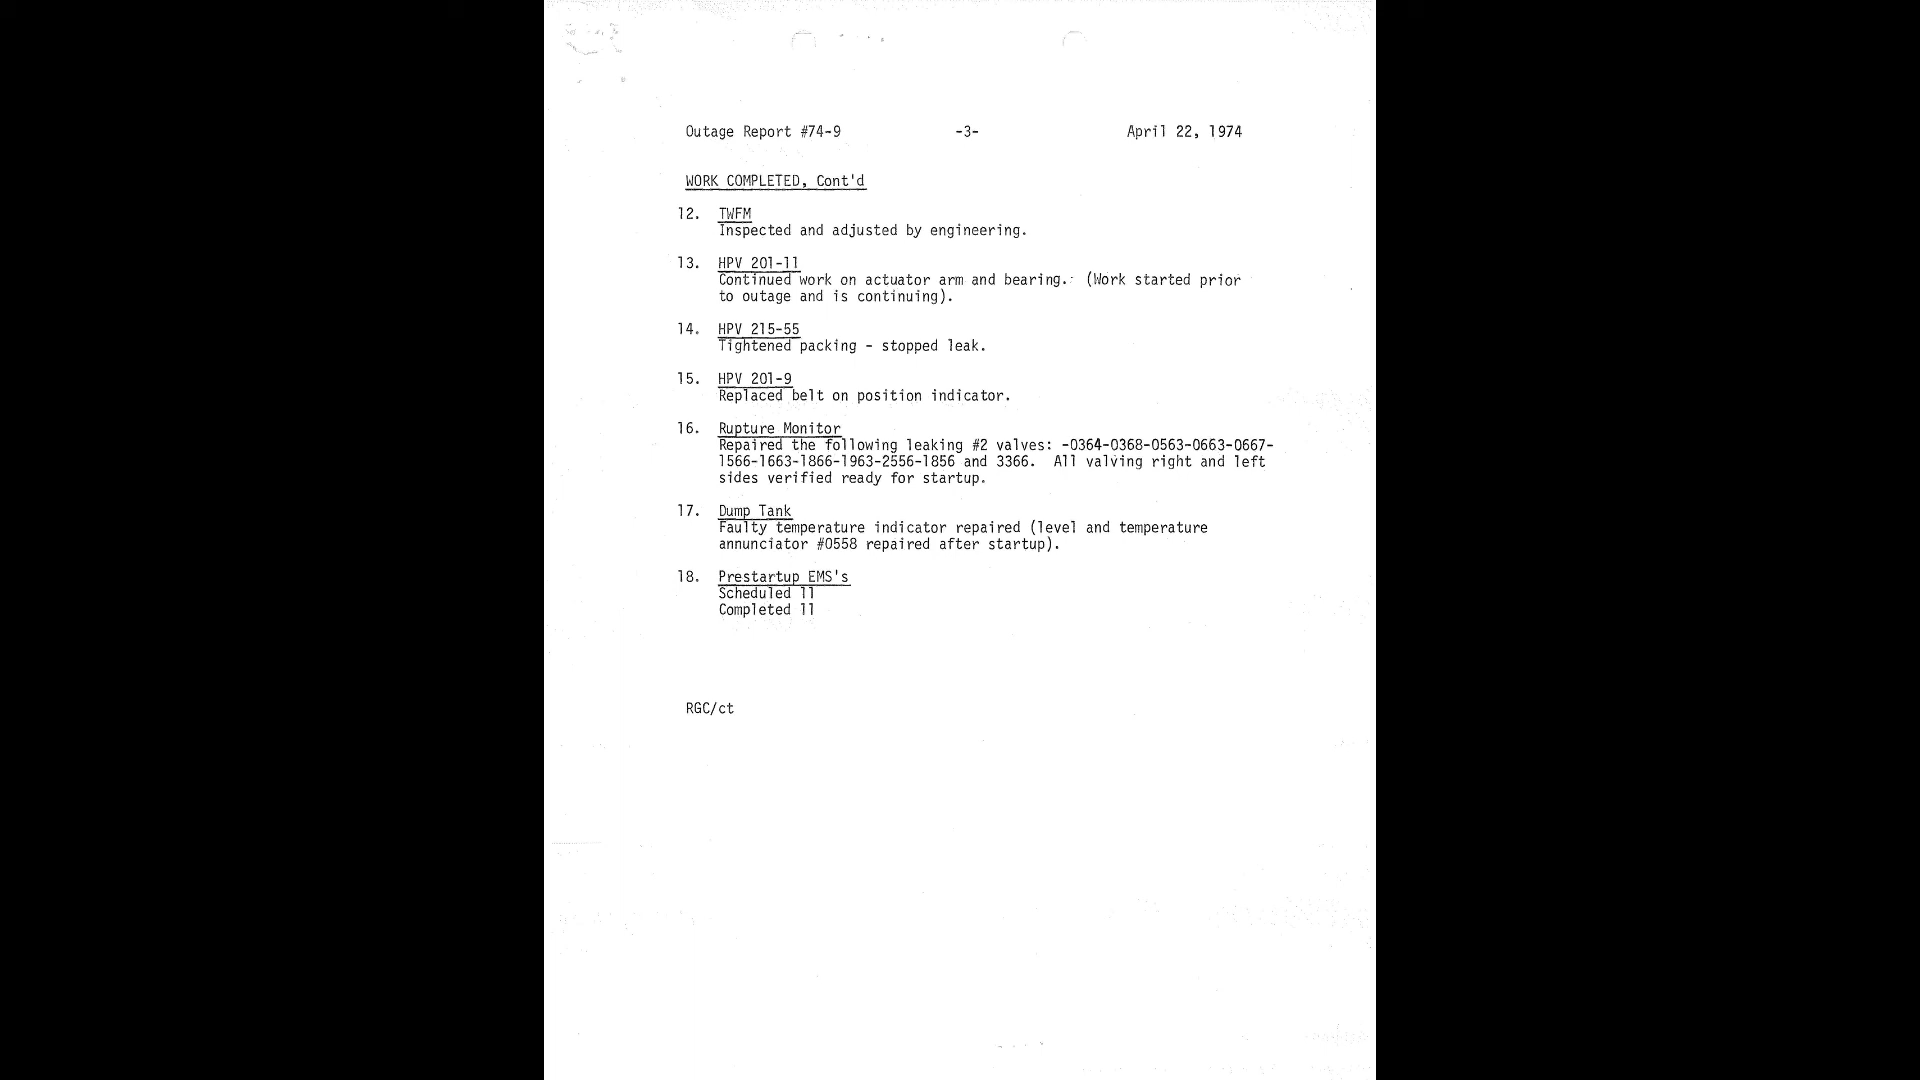 Outage Report #74-9 -3- April 22, 1974
WORK COMPLETED, Cont'd
12. TWFM
Inspected and adjusted by engineering.
13. HPV 201-11
Continued work on actuator arm and bearing. (Work started prior
to outage and is continuing).
14. HPV 215-55
Tightened packing - stopped leak.
15. HPV 201-9
Replaced belt on position indicator.
16. Rupture Monitor
Repaired the following leaking #2 valves: -0364-0368-0563-0663-0667-
1566-1663-1866-1963-2556-1856 and 3366. All valving right and left
sides verified ready for startup.
17. Dump Tank
Faulty temperature indicator repaired (level and temperature
annunciator #0558 repaired after startup).
18. Prestartup EMS's
Scheduled 11
Completed 11
RGC/ct